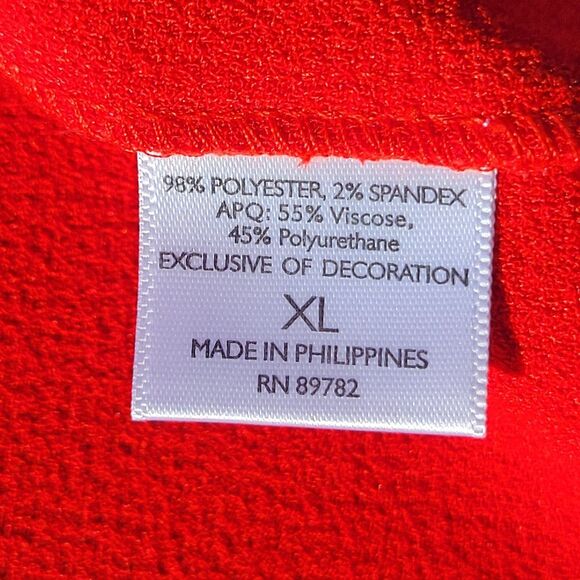 98% POLYESTER, 2% SPANDEX
APQ: 55% Viscose,
45% Polyurethane
EXCLUSIVE OF DECORATION
XL
MADE IN PHILIPPINES
RN 89782